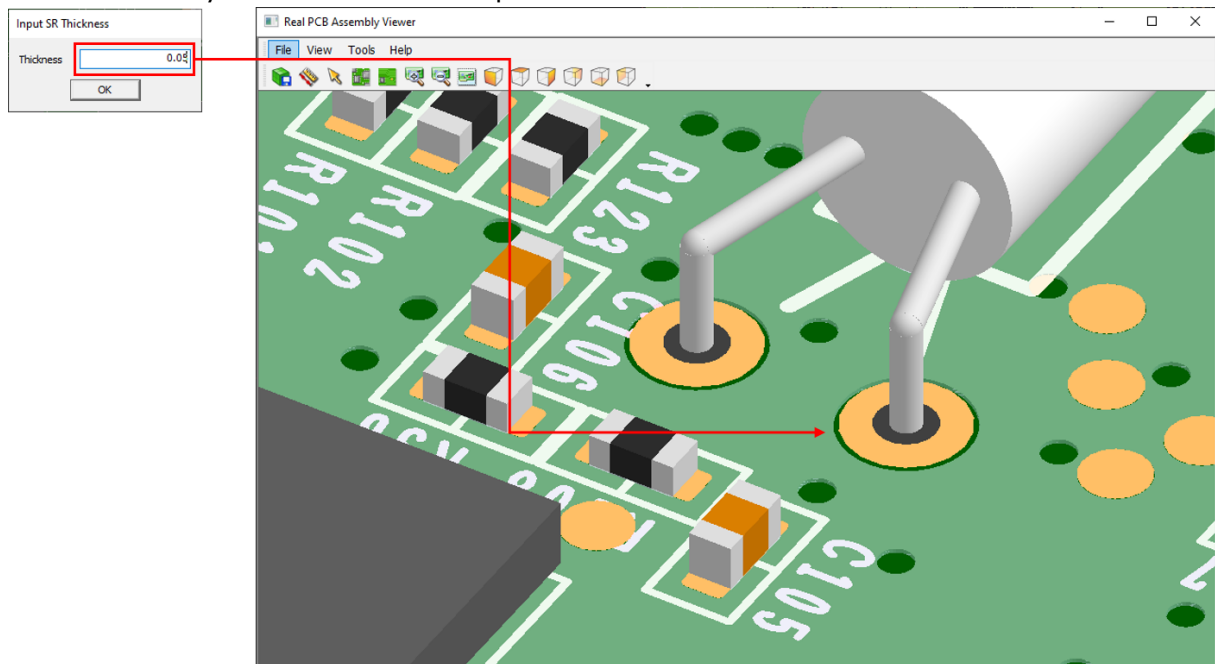 Input SR Thickness
Thickness
0.05
OK
Real PCB Assembly Viewer
File View Tools Help
R102
R123
C106
C105